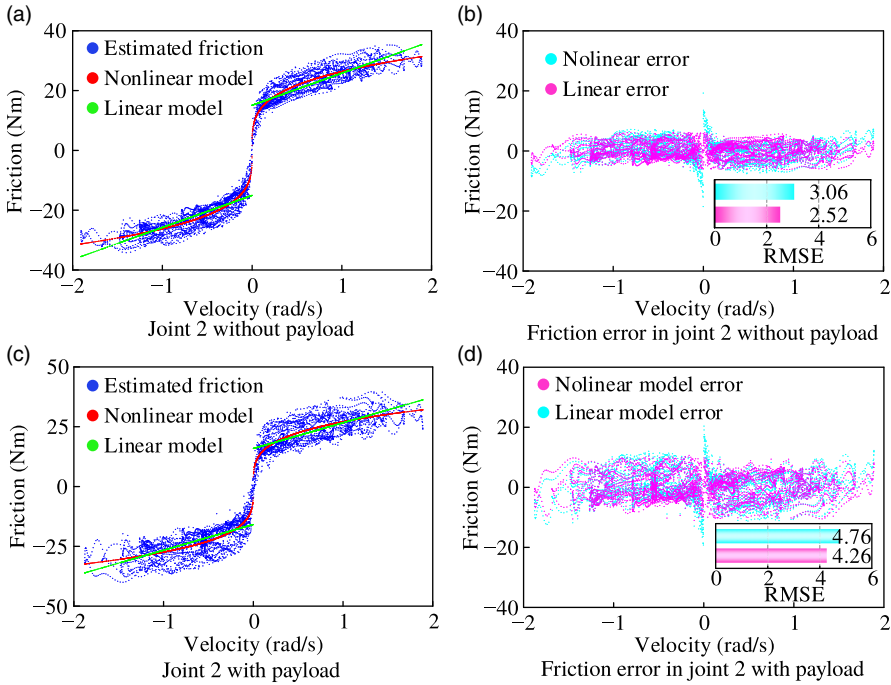 (a)
40
20
0
−20
−40
Friction (Nm)
Estimated friction
Nonlinear model
Linear model
−2
−1
0
1
2
Velocity (rad/s)
Joint 2 without payload
(b)
40
20
0
20
40
Friction (Nm)
Nolinear error
Linear error
3.06
2.52
0
2
4
6
RMSE
−2
−1
0
1
2
Velocity (rad/s)
Friction error in joint 2 without payload
(c)
50
25
0
−25
−50
Friction (Nm)
Estimated friction
Nonlinear model
Linear model
−2
−1
0
1
2
Velocity (rad/s)
Joint 2 with payload
(d)
40
20
0
20
40
Friction (Nm)
Nolinear model error
Linear model error
4.76
4.26
0
2
4
6
RMSE
−2
−1
0
1
2
Velocity (rad/s)
Friction error in joint 2 with payload